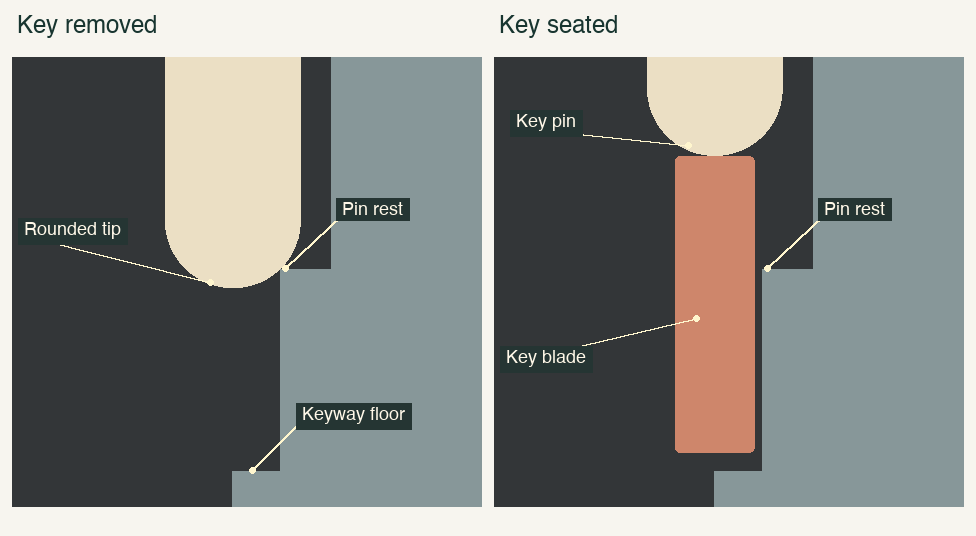 Key removed
Rounded tip
Pin rest
Keyway floor
Key seated
Key pin
Pin rest
Key blade